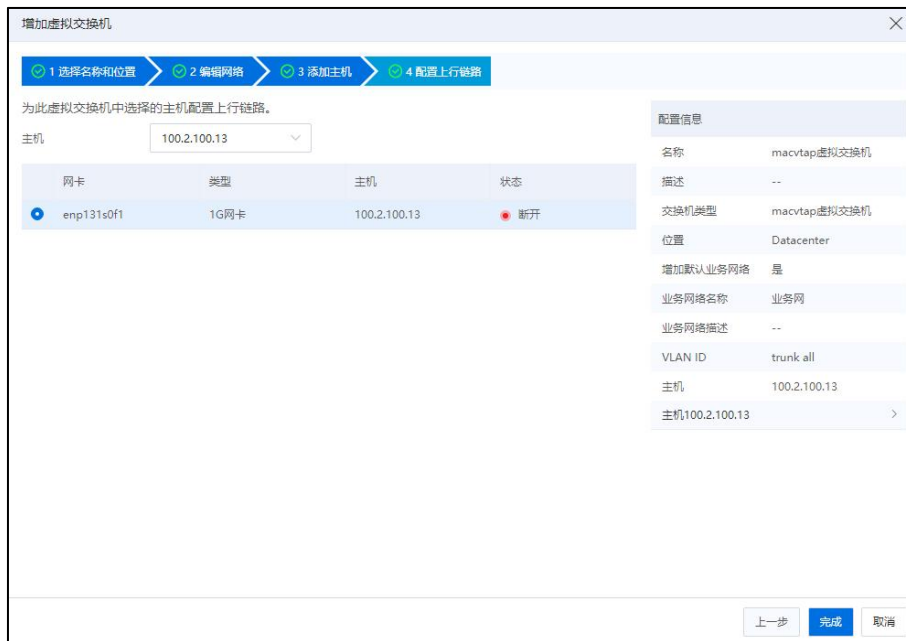 增加虚拟交换机
1 选择名称和位置 2 编辑网络 3 添加主机 4 配置上行链路
为此虚拟交换机中选择的主机配置上行链路。
主机 100.2.100.13
网卡 类型 主机 状态
enp131s0f1 1G网卡 100.2.100.13 断开
配置信息
名称 macvtap虚拟交换机
描述 --
交换机类型 macvtap虚拟交换机
位置 Datacenter
增加默认业务网络 是
业务网络名称 业务网
业务网络描述 --
VLAN ID trunk all
主机 100.2.100.13
主机100.2.100.13
上一步 完成 取消